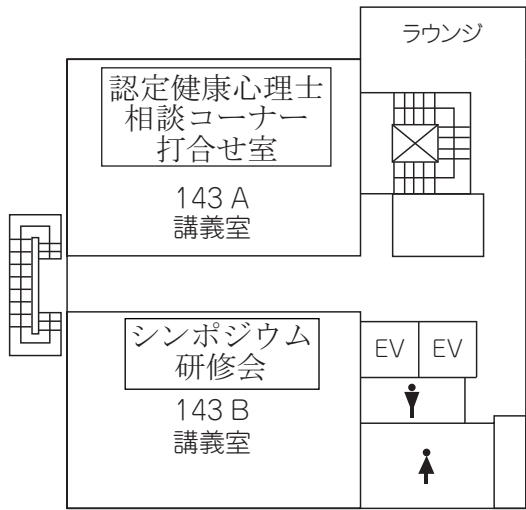 ラウンジ
認定健康心理士
相談コーナー
打合せ室
143 A
講義室
シンポジウム
研修会
143 B
講義室
EV
EV